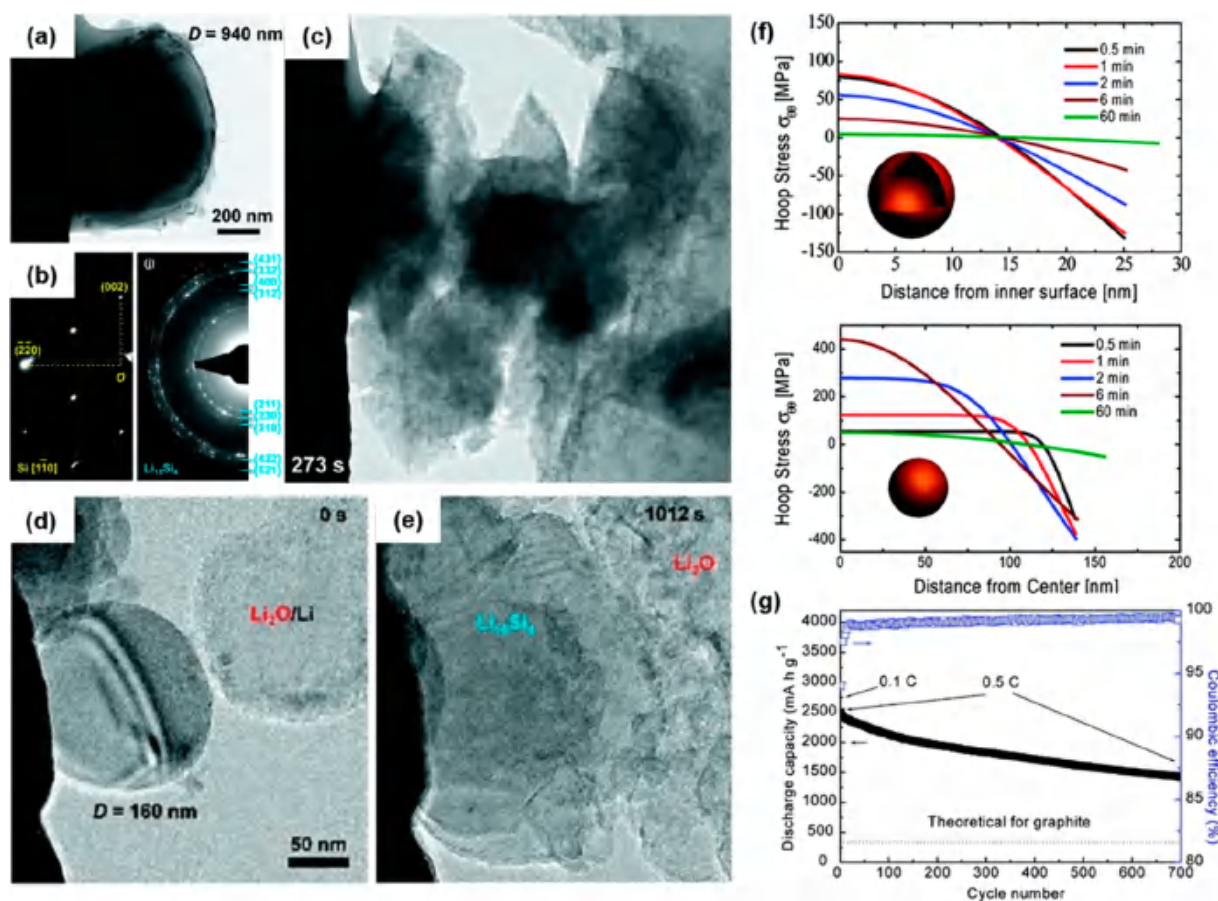 (a)
D = 940 nm
200 nm
(b)
(002)
(2̄2̄0)
O
Si [11̄0]
(j)
(431)
(332)
(400)
(312)
(211)
(310)
(432)
(521)
Li₁₅Si₄
(c)
273 s
(d)
0 s
Li₂O/Li
D = 160 nm
50 nm
(e)
1012 s
Li₂O
Li₁₅Si₄
(f)
Hoop Stress σθθ [MPa]
100
50
0
-50
-100
-150
0.5 min
1 min
2 min
6 min
60 min
0 5 10 15 20 25 30
Distance from inner surface [nm]
Hoop Stress σθθ [MPa]
400
200
0
-200
-400
0.5 min
1 min
2 min
6 min
60 min
0 50 100 150 200
Distance from Center [nm]
(g)
Discharge capacity (mA h g⁻¹)
4000
3500
3000
2500
2000
1500
1000
500
0
0.1 C
0.5 C
Theoretical for graphite
100
95
90
85
80
Coulombic efficiency (%)
0 100 200 300 400 500 600 700
Cycle number